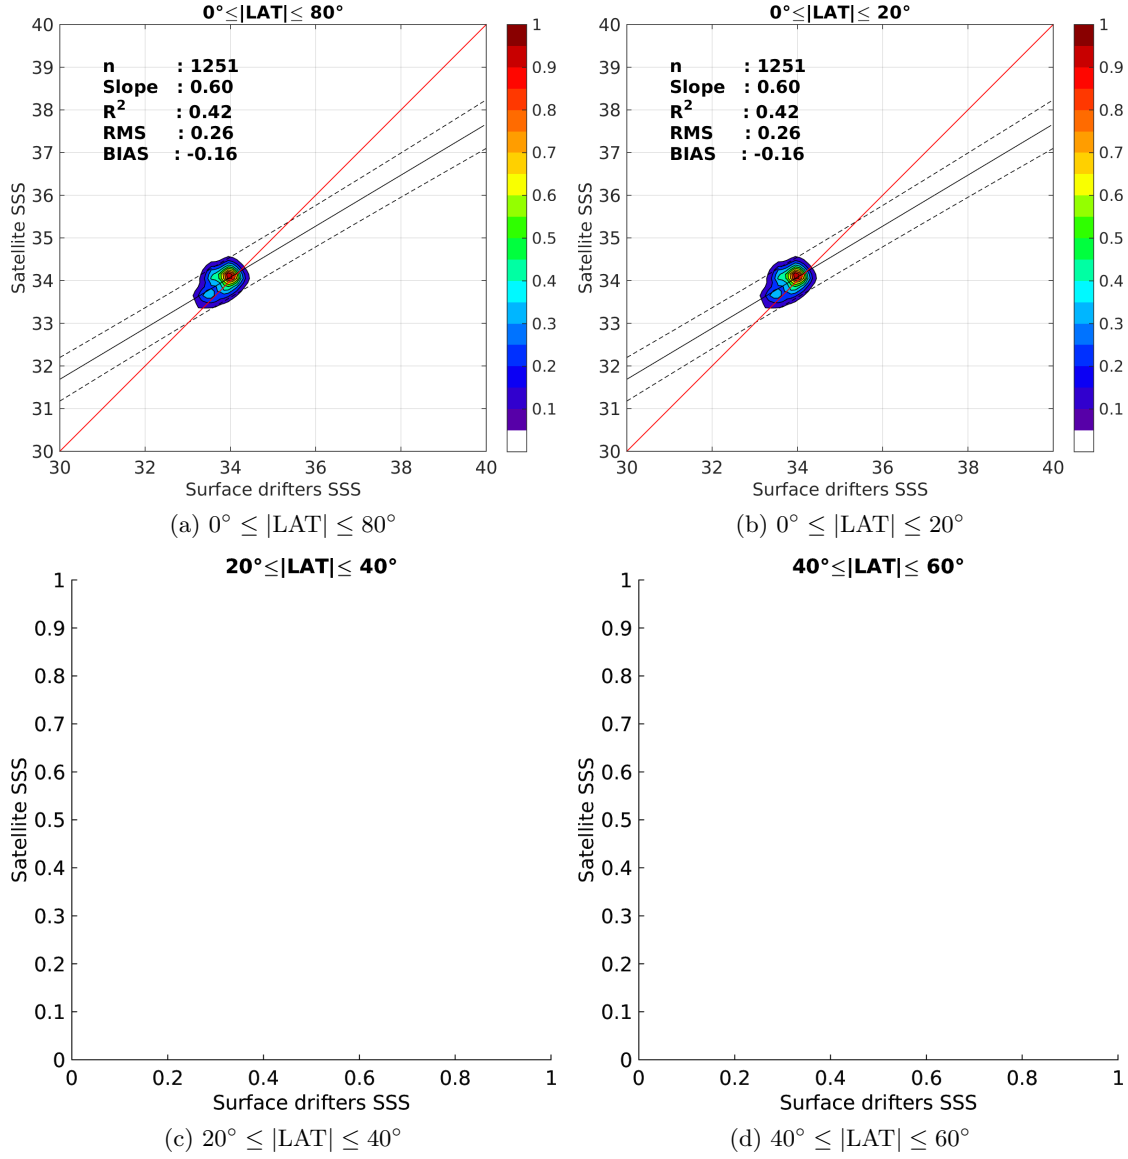 0°≤|LAT|≤ 80°
40
39
38
37
36
35
34
33
32
31
30
n : 1251
Slope : 0.60
R² : 0.42
RMS : 0.26
BIAS : -0.16
Satellite SSS
30 32 34 36 38 40
Surface drifters SSS
1
0.9
0.8
0.7
0.6
0.5
0.4
0.3
0.2
0.1
(a) 0° ≤ |LAT| ≤ 80°
0°≤|LAT|≤ 20°
40
39
38
37
36
35
34
33
32
31
30
n : 1251
Slope : 0.60
R² : 0.42
RMS : 0.26
BIAS : -0.16
Satellite SSS
30 32 34 36 38 40
Surface drifters SSS
1
0.9
0.8
0.7
0.6
0.5
0.4
0.3
0.2
0.1
(b) 0° ≤ |LAT| ≤ 20°
20°≤|LAT|≤ 40°
1
0.9
0.8
0.7
0.6
0.5
0.4
0.3
0.2
0.1
0
Satellite SSS
0 0.2 0.4 0.6 0.8 1
Surface drifters SSS
(c) 20° ≤ |LAT| ≤ 40°
40°≤|LAT|≤ 60°
1
0.9
0.8
0.7
0.6
0.5
0.4
0.3
0.2
0.1
0
Satellite SSS
0 0.2 0.4 0.6 0.8 1
Surface drifters SSS
(d) 40° ≤ |LAT| ≤ 60°